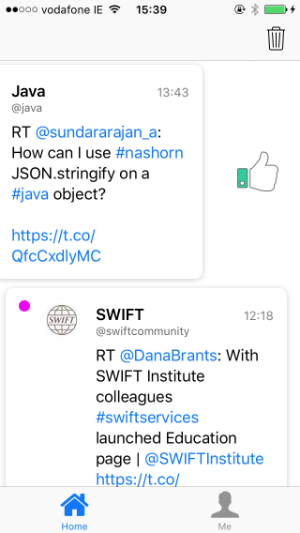 vodafone IE 15:39
Java 13:43
@java
RT @sundararajan_a:
How can I use #nashorn
JSON.stringify on a
#java object?
https://t.co/
QfcCxdlyMC
SWIFT
SWIFT 12:18
@swiftcommunity
RT @DanaBrants: With
SWIFT Institute
colleagues
#swiftservices
launched Education
page | @SWIFTInstitute
https://t.co/
Home Me